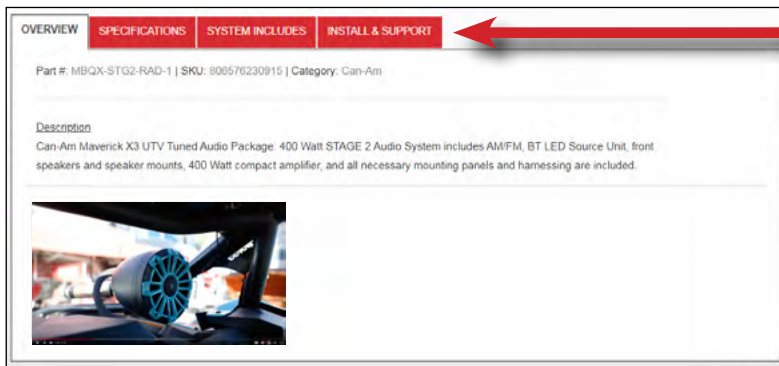 OVERVIEW SPECIFICATIONS SYSTEM INCLUDES INSTALL & SUPPORT
Part #: MBQX-STG2-RAD-1 | SKU: 806576230915 | Category: Can-Am
Description
Can-Am Maverick X3 UTV Tuned Audio Package: 400 Watt STAGE 2 Audio System includes AM/FM, BT LED Source Unit, front
speakers and speaker mounts, 400 Watt compact amplifier, and all necessary mounting panels and harnessing are included.